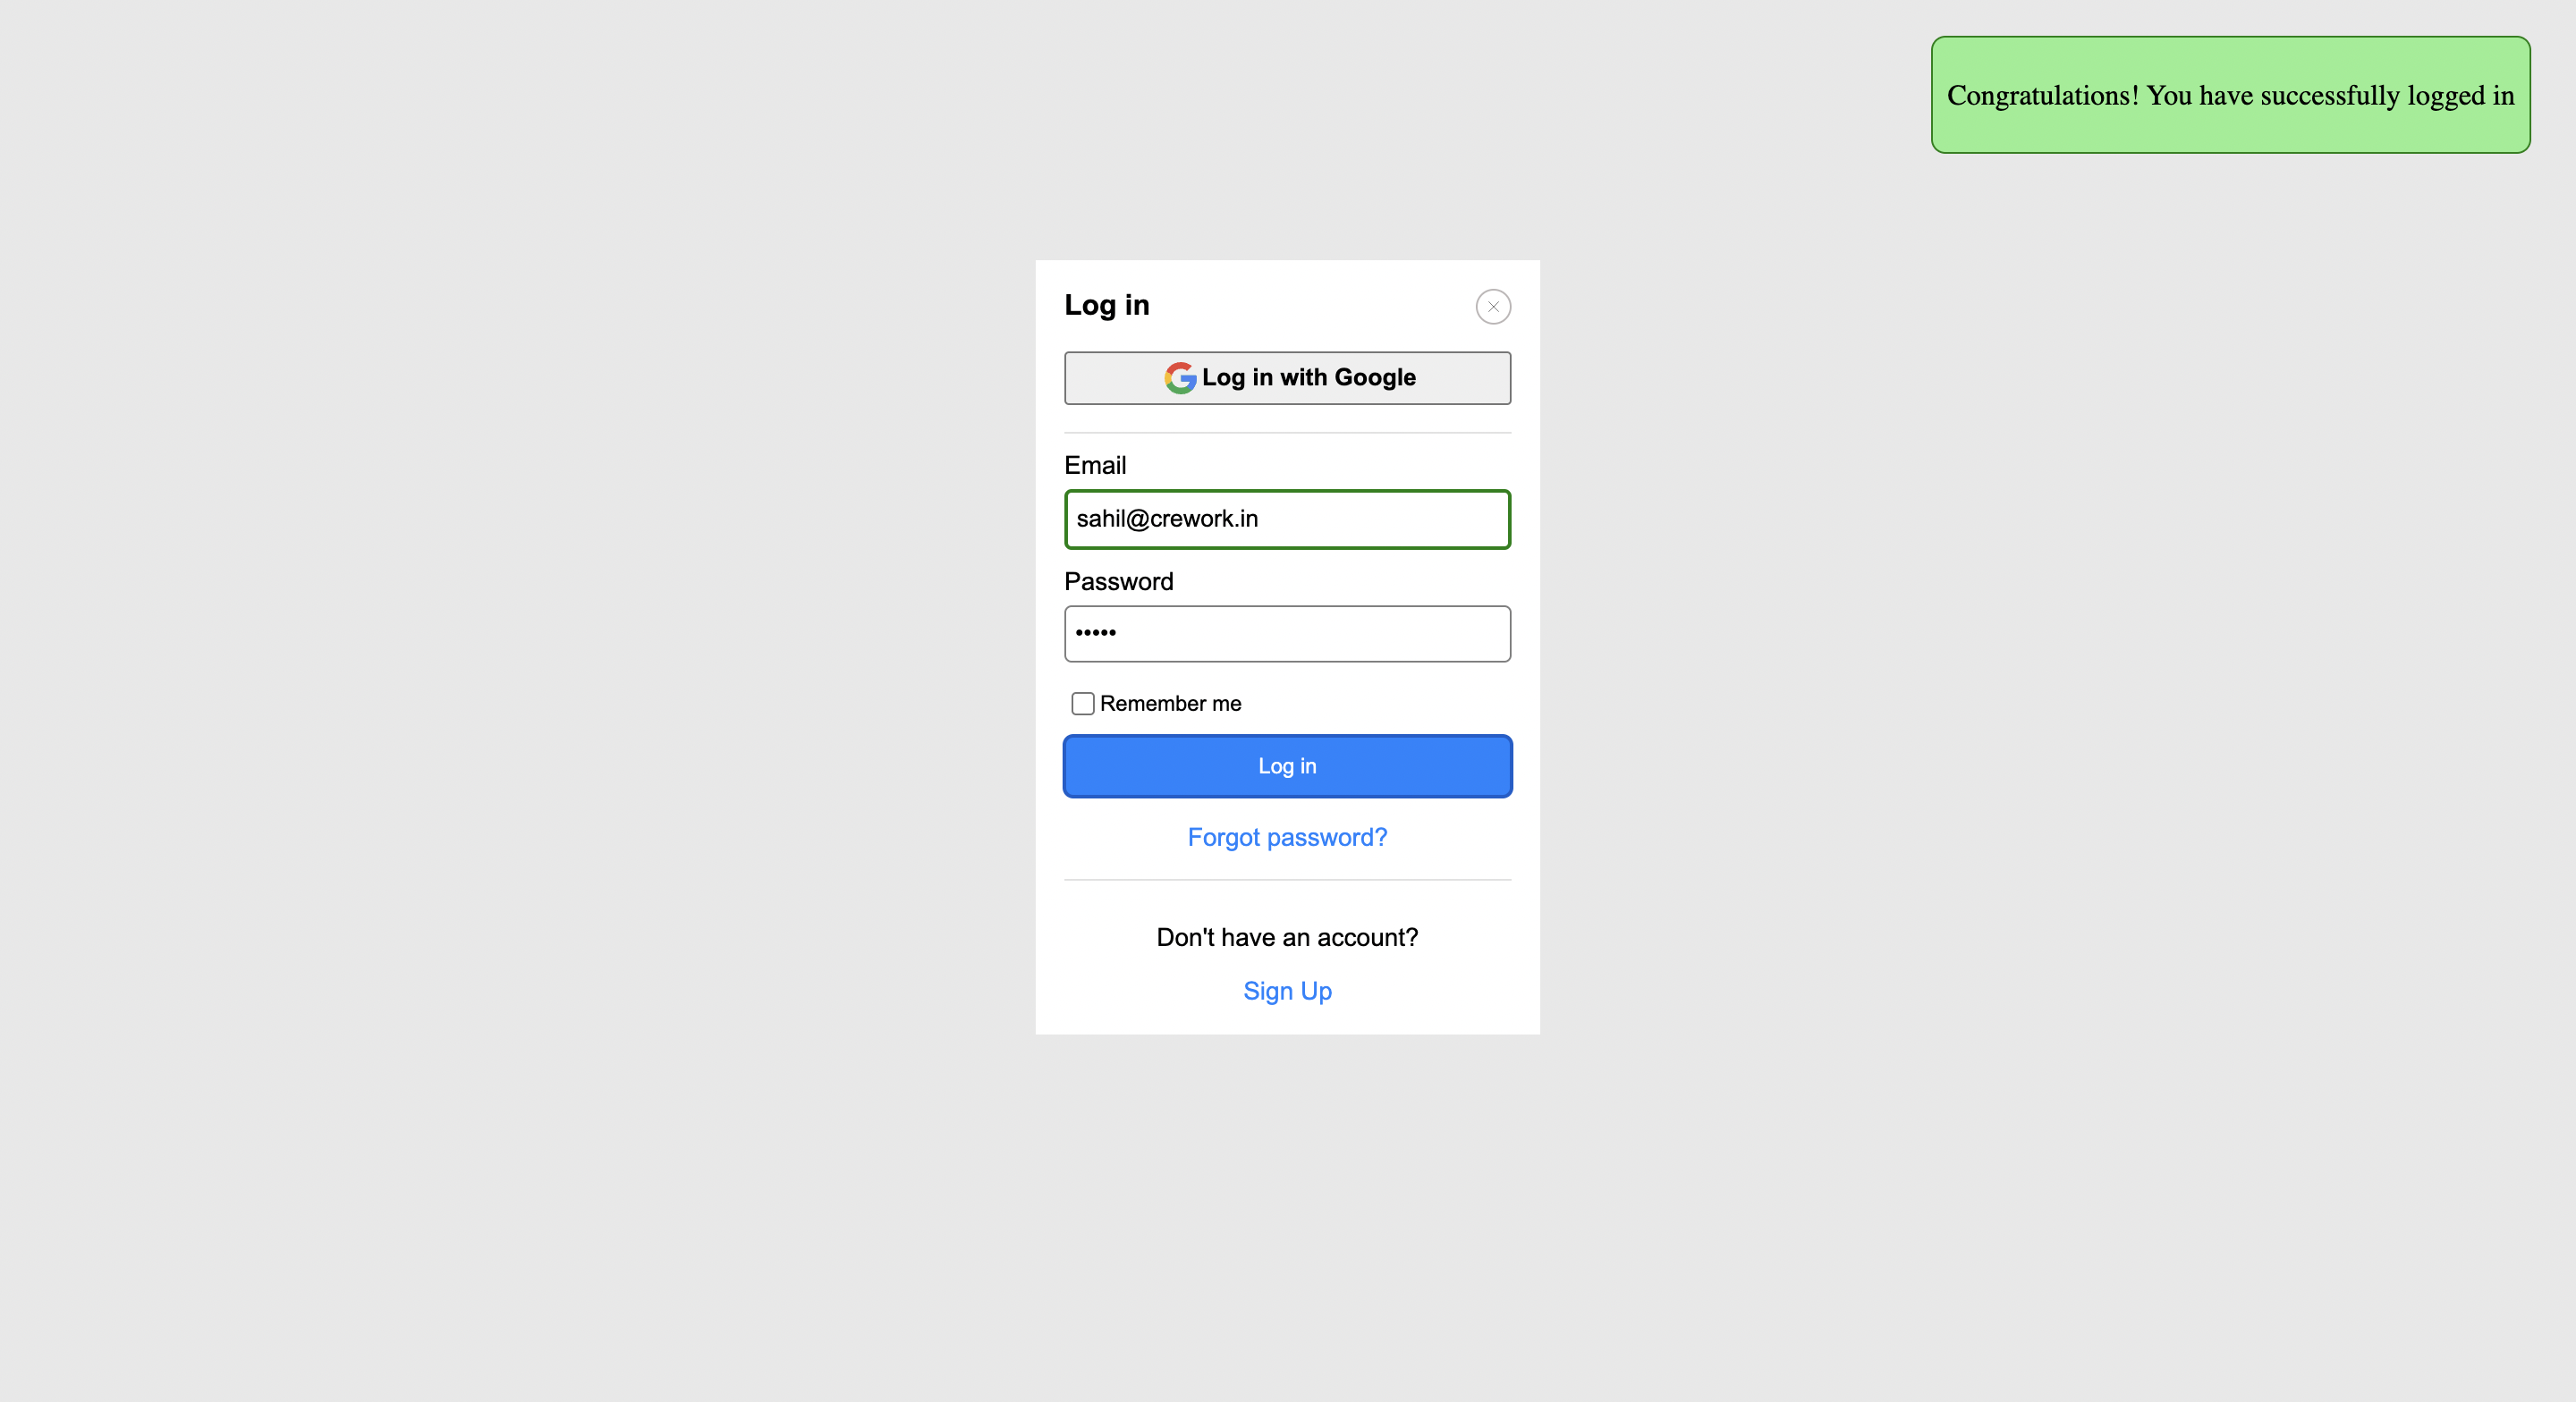 Congratulations! You have successfully logged in
Log in
Log in with Google
Email
sahil@crework.in
Password
•••••
Remember me
Log in
Forgot password?
Don't have an account?
Sign Up